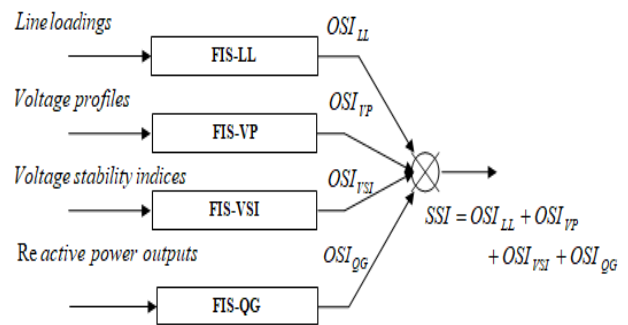 Line loadings
OSI_LL
FIS-LL
Voltage profiles
OSI_VP
FIS-VP
Voltage stability indices
OSI_VSI
FIS-VSI
SSI = OSI_LL + OSI_VP
+ OSI_VSI + OSI_QG
Re active power outputs
OSI_QG
FIS-QG